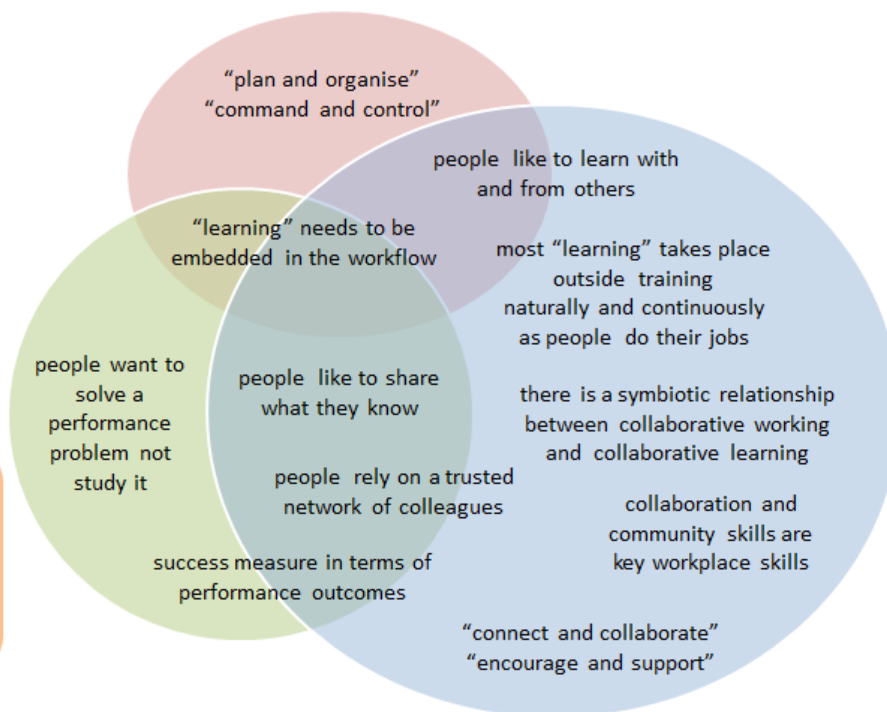 “plan and organise”
“command and control”
people like to learn with
and from others
“learning” needs to be
embedded in the workflow
most “learning” takes place
outside training
naturally and continuously
as people do their jobs
people want to
solve a
performance
problem not
study it
people like to share
what they know
there is a symbiotic relationship
between collaborative working
and collaborative learning
people rely on a trusted
network of colleagues
collaboration and
community skills are
key workplace skills
success measure in terms of
performance outcomes
“connect and collaborate”
“encourage and support”